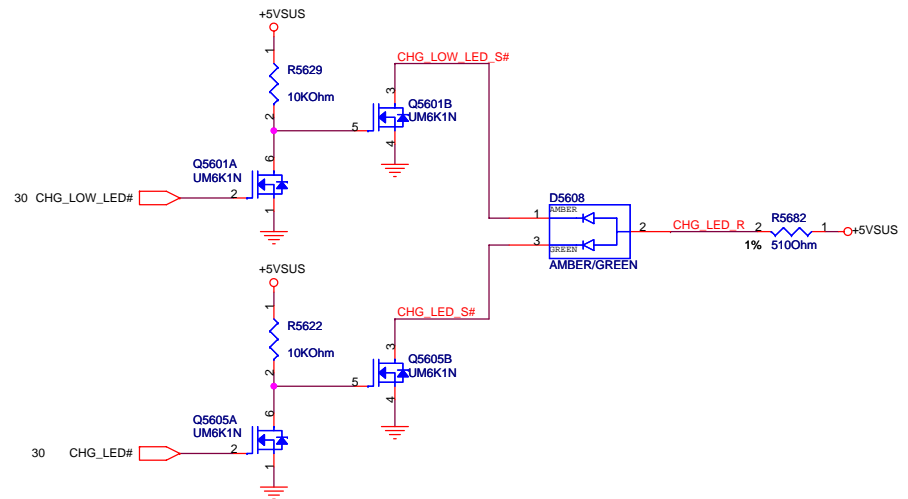 +5VSUS
1
R5629
10KOhm
2
CHG_LOW_LED_S#
3
Q5601B
UM6K1N
5
4
6
Q5601A
UM6K1N
30 CHG_LOW_LED#
2
1
D5608
AMBER
1
2
CHG_LED_R
2
R5682
1
+5VSUS
3
GREEN
1%
510Ohm
AMBER/GREEN
+5VSUS
1
R5622
10KOhm
2
CHG_LED_S#
3
Q5605B
UM6K1N
5
4
6
Q5605A
UM6K1N
30 CHG_LED#
2
1